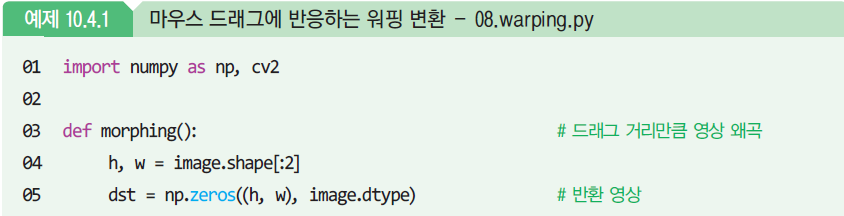 예제 10.4.1 마우스 드래그에 반응하는 워핑 변환 - 08.warping.py
01 import numpy as np, cv2
02
03 def morphing(): # 드래그 거리만큼 영상 왜곡
04 h, w = image.shape[:2]
05 dst = np.zeros((h, w), image.dtype) # 반환 영상